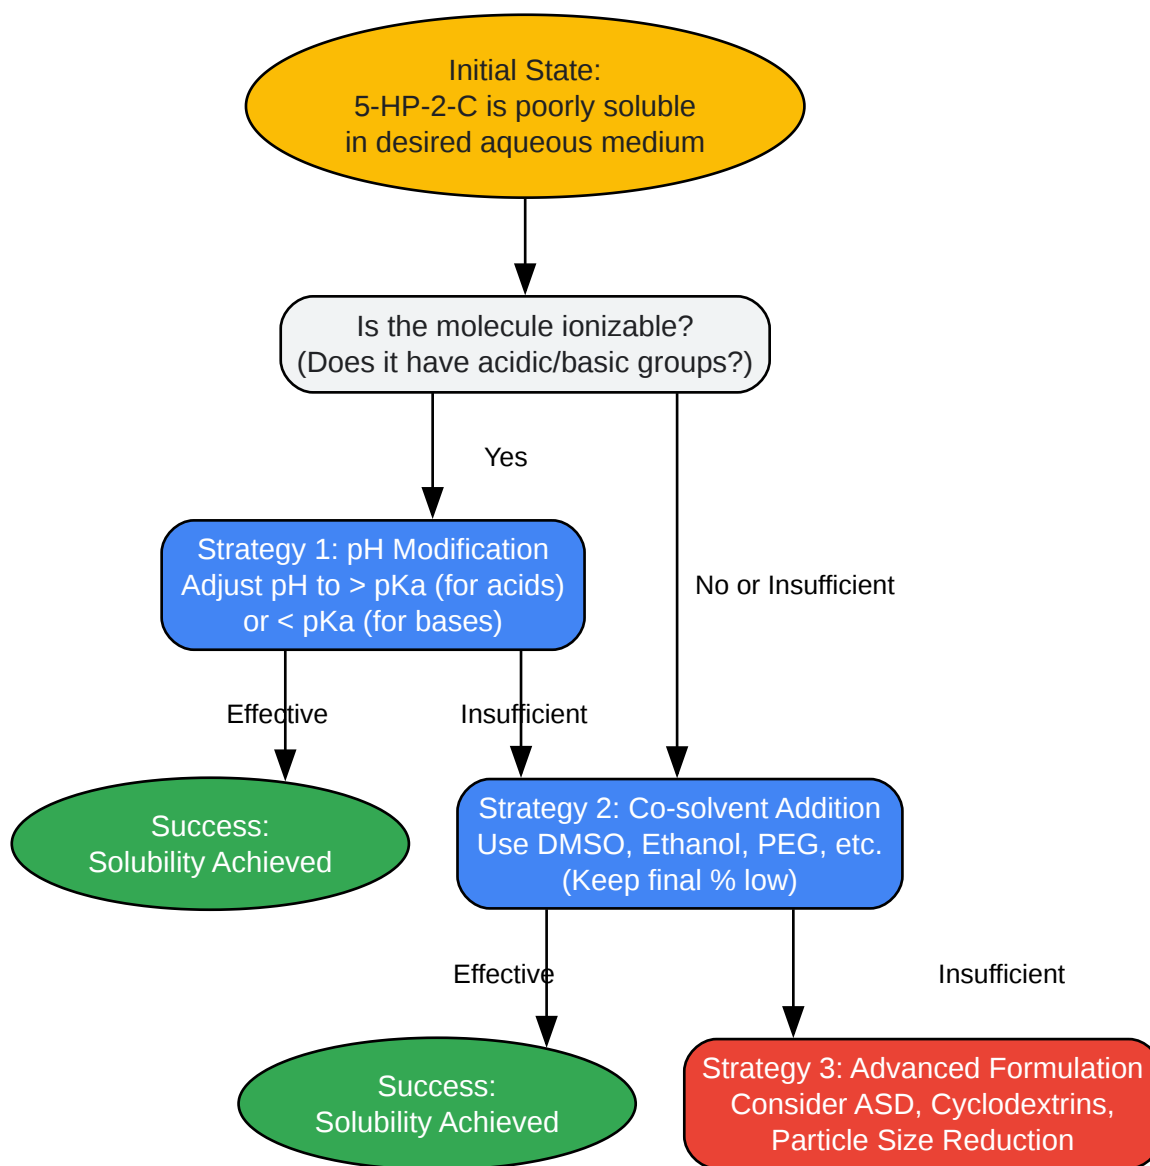 Initial State:
5-HP-2-C is poorly soluble
in desired aqueous medium
Is the molecule ionizable?
(Does it have acidic/basic groups?)
Yes
Strategy 1: pH Modification
Adjust pH to > pKa (for acids)
or < pKa (for bases)
No or Insufficient
Effective
Insufficient
Success:
Solubility Achieved
Strategy 2: Co-solvent Addition
Use DMSO, Ethanol, PEG, etc.
(Keep final % low)
Effective
Insufficient
Success:
Solubility Achieved
Strategy 3: Advanced Formulation
Consider ASD, Cyclodextrins,
Particle Size Reduction